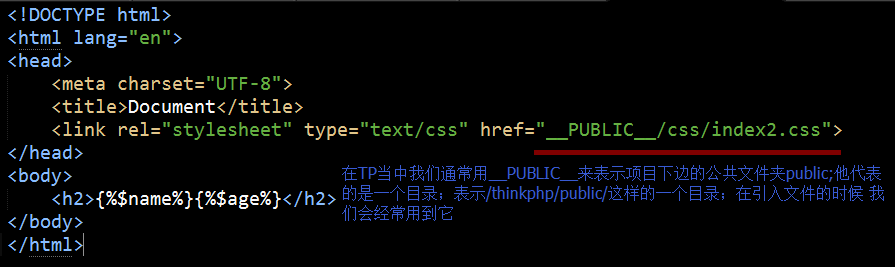 <!DOCTYPE html>
<html lang="en">
<head>
    <meta charset="UTF-8">
    <title>Document</title>
    <link rel="stylesheet" type="text/css" href="__PUBLIC__/css/index2.css">
</head>
<body>
    <h2>{%$name%}{%$age%}</h2>
</body>
</html>
在TP当中我们通常用__PUBLIC__来表示项目下边的公共文件夹public;他代表
的是一个目录；表示/thinkphp/public/这样的一个目录；在引入文件的时候 我
们会经常用到它